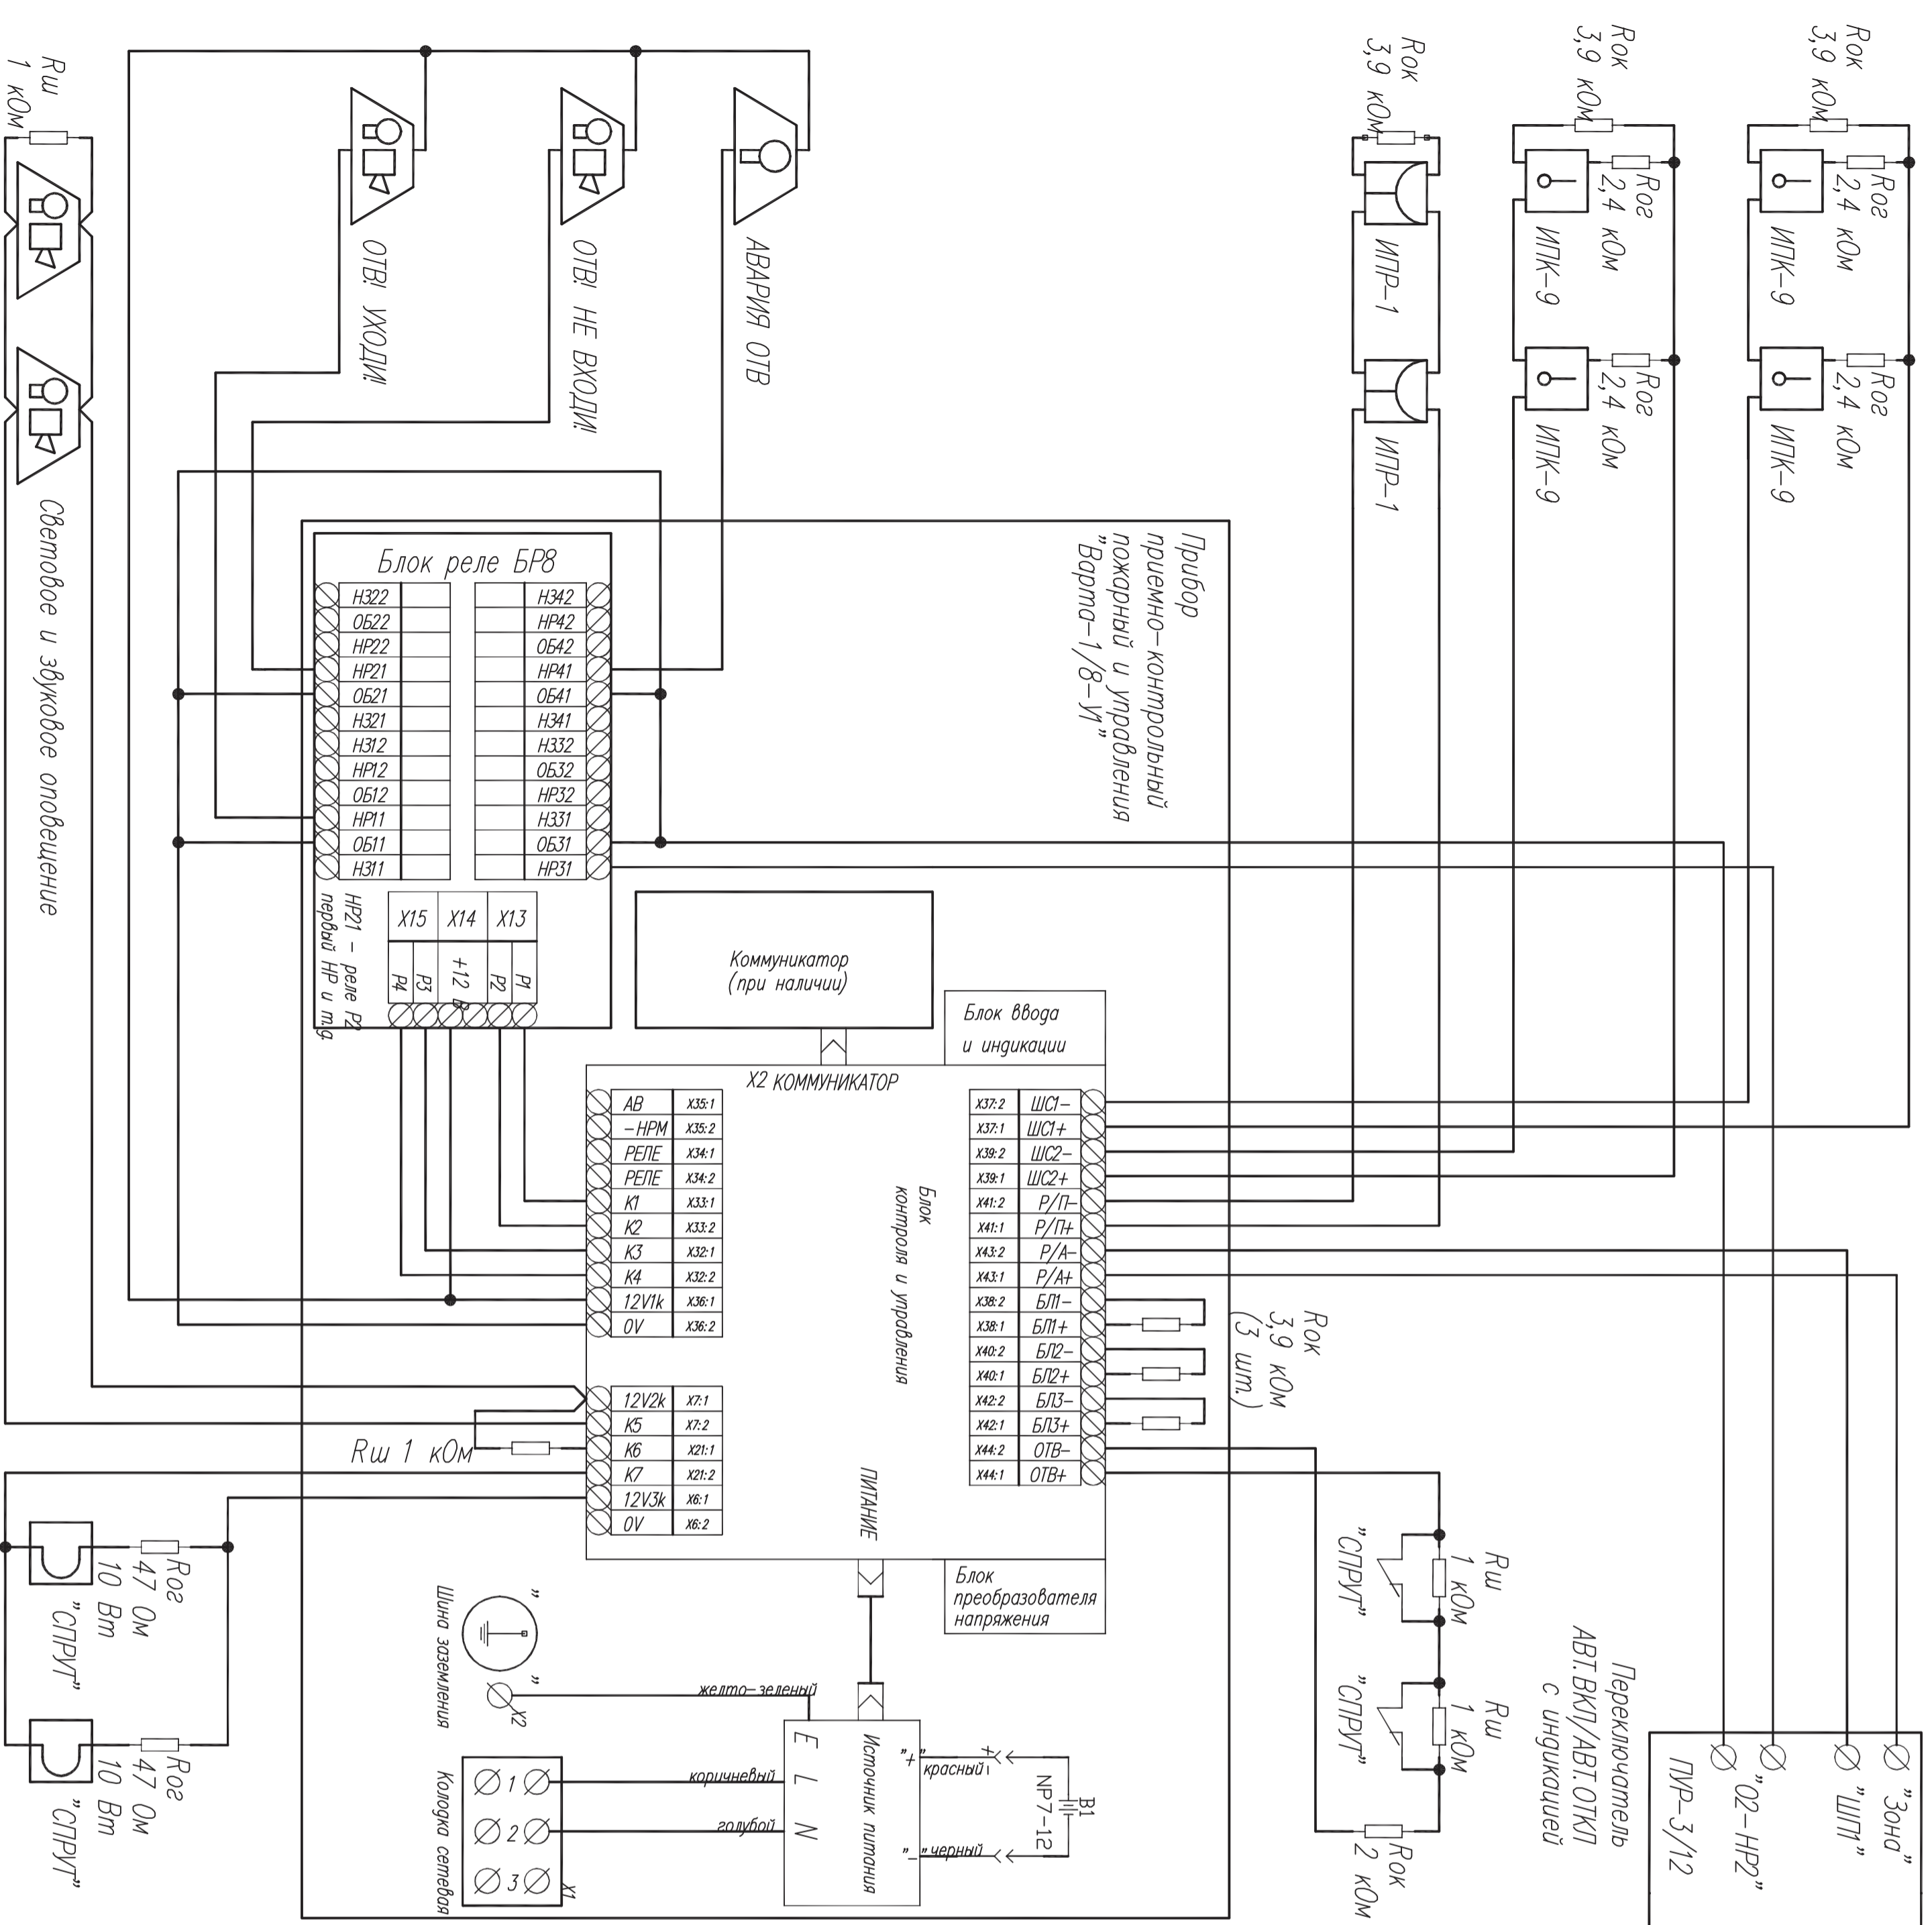 Rок
3,9 кОм
Rог
2,4 кОм
ИПК-9
Rог
2,4 кОм
ИПК-9
Rок
3,9 кОм
Rог
2,4 кОм
ИПК-9
Rог
2,4 кОм
ИПК-9
Rок
3,9 кОм
ИПР-1
ИПР-1
АВАРИЯ ОТВ
ОТВ! НЕ ВХОДИ!
ОТВ! УХОДИ!
Rш
1 кОм
Световое и звуковое оповещение
Прибор
приемно-контрольный
пожарный и управления
"Варта-1/8-У1"
Блок реле БР8
НЗ22
ОБ22
НР22
НР21
ОБ21
НЗ21
НЗ12
НР12
ОБ12
НР11
ОБ11
НЗ11
НЗ42
НР42
ОБ42
НР41
ОБ41
НЗ41
НЗ32
ОБ32
НР32
НЗ31
ОБ31
НР31
НР21 - реле Р2
первый НР и т.д
X15 X14 X13
Р4 Р3 +12 В Р2 Р1
Коммуникатор
(при наличии)
Блок ввода
и индикации
X2 КОММУНИКАТОР
АВ X35:1
-НРМ X35:2
РЕЛЕ X34:1
РЕЛЕ X34:2
К1 X33:1
К2 X33:2
К3 X32:1
К4 X32:2
12V1k X36:1
0V X36:2
12V2k X7:1
К5 X7:2
К6 X21:1
К7 X21:2
12V3k X6:1
0V X6:2
Блок
контроля и управления
X37:2 ШС1-
X37:1 ШС1+
X39:2 ШС2-
X39:1 ШС2+
X41:2 Р/П-
X41:1 Р/П+
X43:2 Р/А-
X43:1 Р/А+
X38:2 БЛ1-
X38:1 БЛ1+
X40:2 БЛ2-
X40:1 БЛ2+
X42:2 БЛ3-
X42:1 БЛ3+
X44:2 ОТВ-
X44:1 ОТВ+
Rок
3,9 кОм
(3 шт.)
Rш 1 кОм
ПИТАНИЕ
Блок
преобразователя
напряжения
Rог
47 Ом
10 Вт
"СПРУТ"
Rог
47 Ом
10 Вт
"СПРУТ"
" "
Шина заземления
X2
желто-зеленый
коричневый
голубой
Колодка сетевая
X1
1
2
3
E L N
Источник питания
"+" красный +
"-" черный -
B1
NP7-12
Rш
1 кОм
"СПРУТ"
Rш
1 кОм
"СПРУТ"
Rок
2 кОм
Переключатель
АВТ.ВКЛ/АВТ.ОТКЛ
с индикацией
"Зона"
"ШП1"
"О2-НР2"
ПУР-3/12